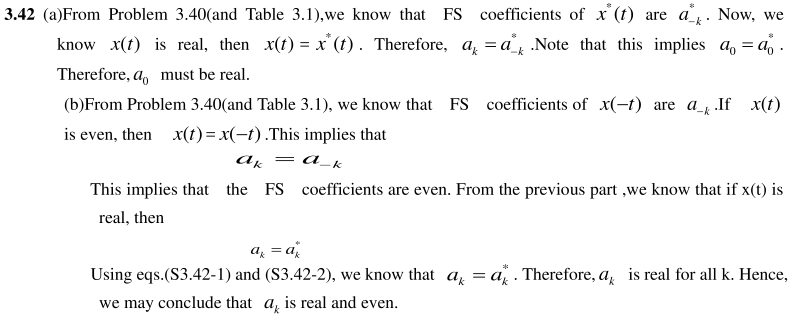 3.42 (a)From Problem 3.40(and Table 3.1),we know that FS coefficients of x*(t) are a*_{-k}. Now, we
know x(t) is real, then x(t) = x*(t). Therefore, a_k = a*_{-k}.Note that this implies a_0 = a*_0.
Therefore, a_0 must be real.
(b)From Problem 3.40(and Table 3.1), we know that FS coefficients of x(−t) are a_{-k}.If x(t)
is even, then x(t) = x(−t).This implies that
a_k = a_{-k}
This implies that the FS coefficients are even. From the previous part ,we know that if x(t) is
real, then
a_k = a*_k
Using eqs.(S3.42-1) and (S3.42-2), we know that a_k = a*_k. Therefore, a_k is real for all k. Hence,
we may conclude that a_k is real and even.